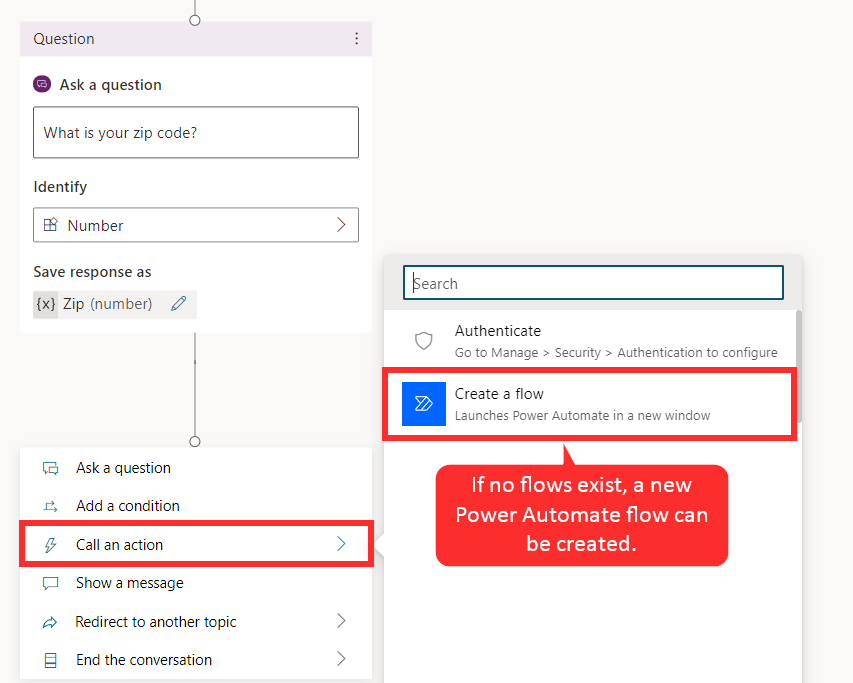 Question
Ask a question
What is your zip code?
Identify
Number
Save response as
{x} Zip (number)
Ask a question
Add a condition
Call an action
Show a message
Redirect to another topic
End the conversation
Search
Authenticate
Go to Manage > Security > Authentication to configure
Create a flow
Launches Power Automate in a new window
If no flows exist, a new
Power Automate flow can
be created.